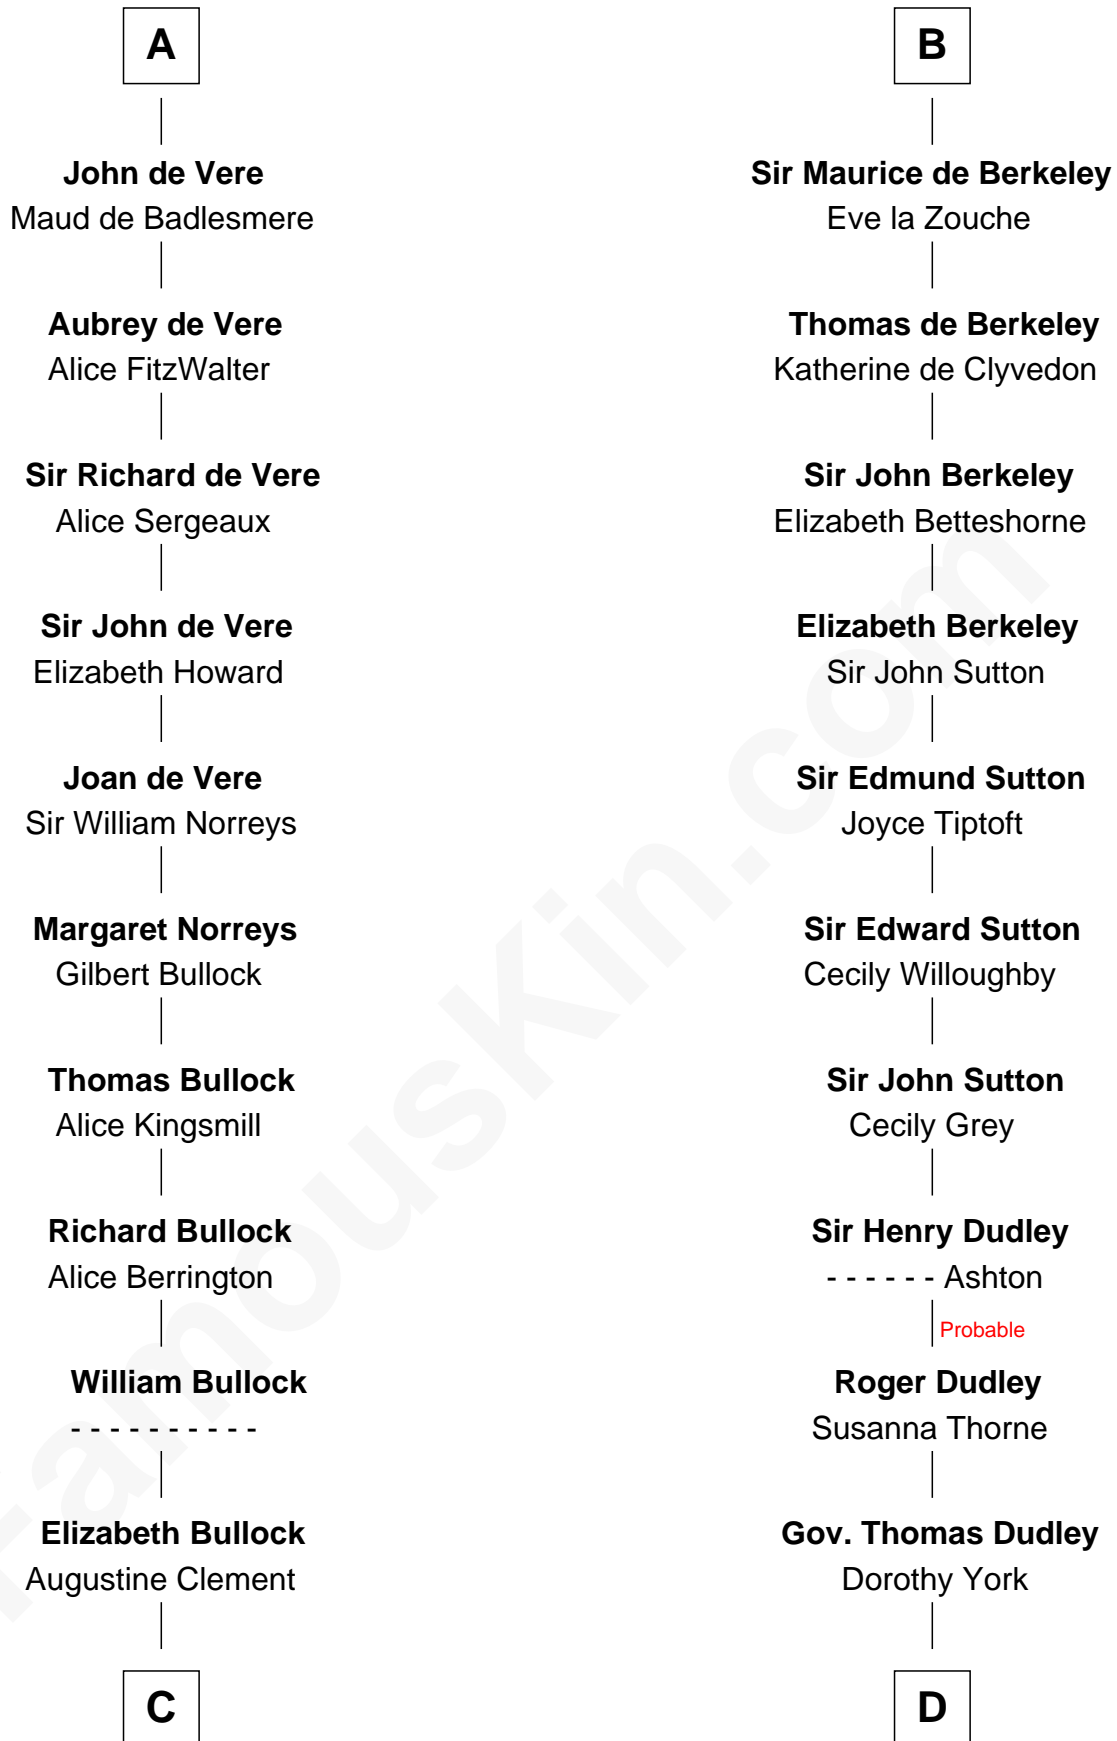 A
John de Vere
Maud de Badlesmere
Aubrey de Vere
Alice FitzWalter
Sir Richard de Vere
Alice Sergeaux
Sir John de Vere
Elizabeth Howard
Joan de Vere
Sir William Norreys
Margaret Norreys
Gilbert Bullock
Thomas Bullock
Alice Kingsmill
Richard Bullock
Alice Berrington
William Bullock
- - - - - - - - - -
Elizabeth Bullock
Augustine Clement
C
B
Sir Maurice de Berkeley
Eve la Zouche
Thomas de Berkeley
Katherine de Clyvedon
Sir John Berkeley
Elizabeth Betteshorne
Elizabeth Berkeley
Sir John Sutton
Sir Edmund Sutton
Joyce Tiptoft
Sir Edward Sutton
Cecily Willoughby
Sir John Sutton
Cecily Grey
Sir Henry Dudley
- - - - - - Ashton
Probable
Roger Dudley
Susanna Thorne
Gov. Thomas Dudley
Dorothy York
D
FamousKin.com